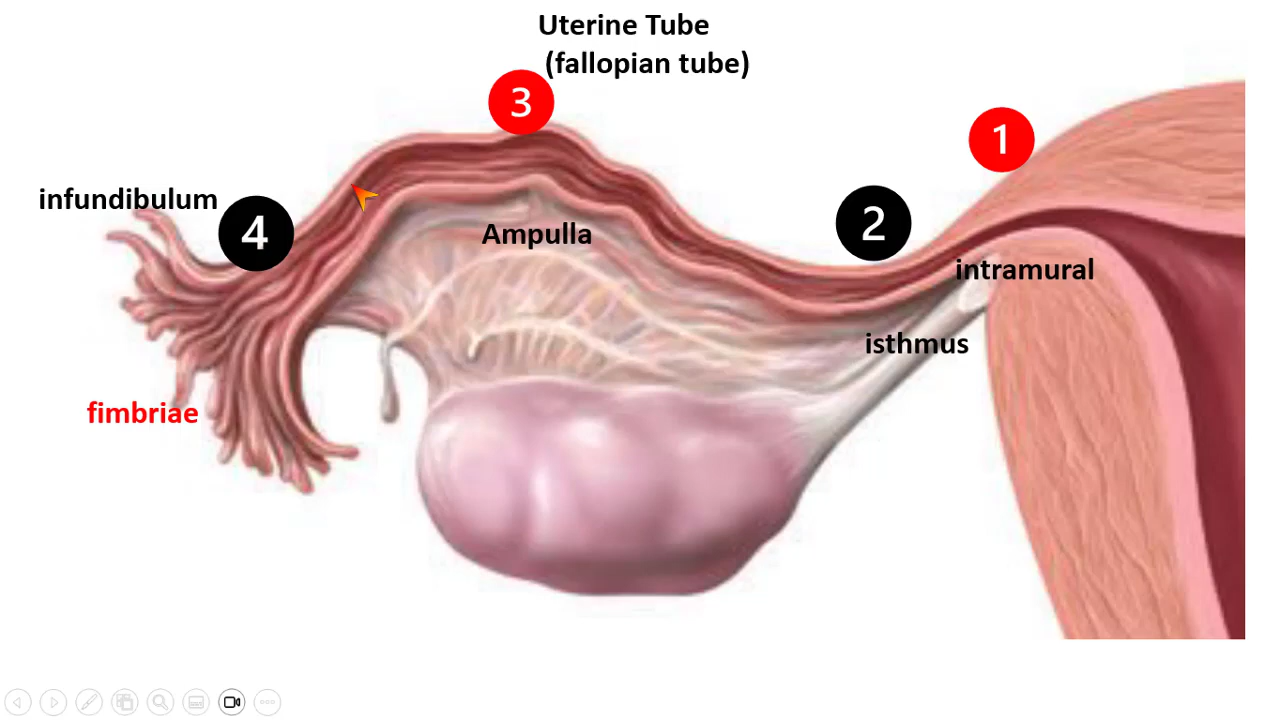 Uterine Tube
(fallopian tube)
3
1
infundibulum
4
2
Ampulla
intramural
isthmus
fimbriae